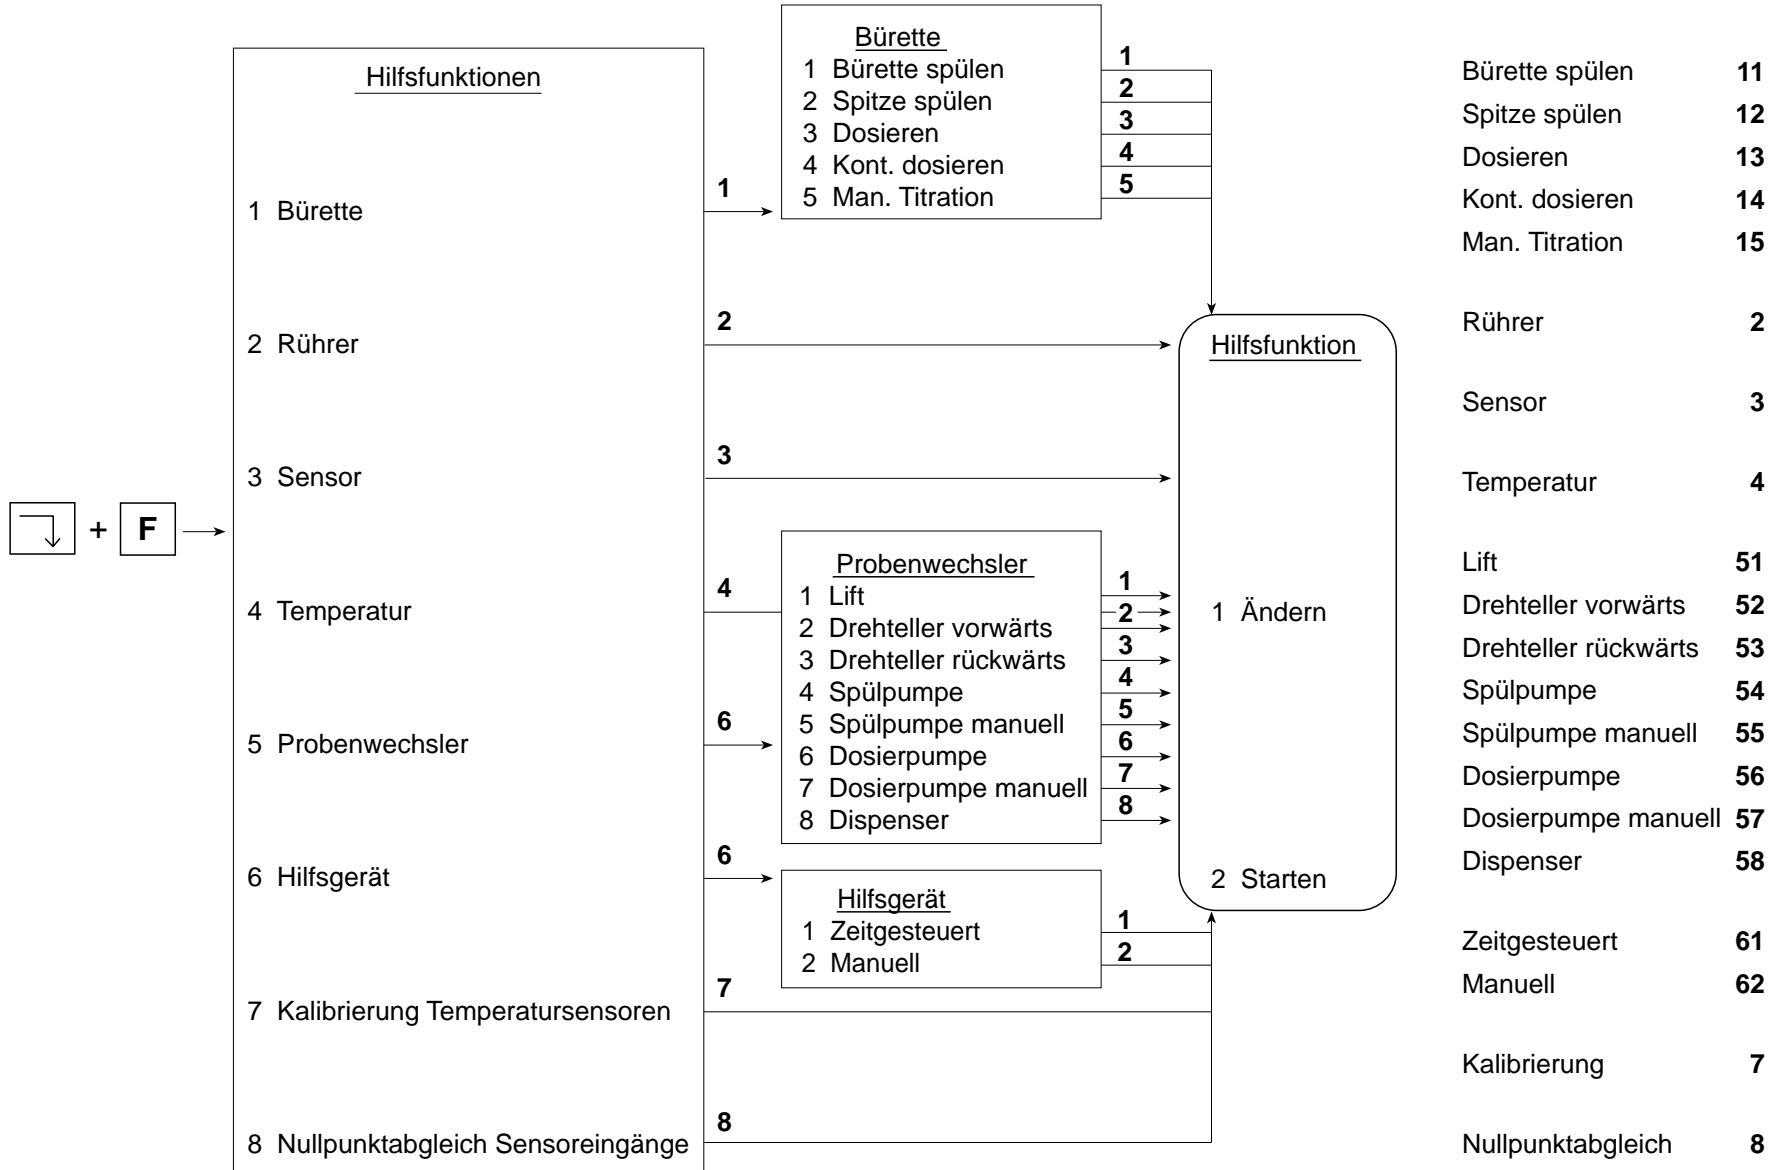 + F
Hilfsfunktionen
1 Bürette
2 Rührer
3 Sensor
4 Temperatur
5 Probenwechsler
6 Hilfsgerät
7 Kalibrierung Temperatursensoren
8 Nullpunktabgleich Sensoreingänge
1
2
3
4
6
6
7
8
Bürette
1 Bürette spülen
2 Spitze spülen
3 Dosieren
4 Kont. dosieren
5 Man. Titration
1
2
3
4
5
Probenwechsler
1 Lift
2 Drehteller vorwärts
3 Drehteller rückwärts
4 Spülpumpe
5 Spülpumpe manuell
6 Dosierpumpe
7 Dosierpumpe manuell
8 Dispenser
1
2
3
4
5
6
7
8
Hilfsgerät
1 Zeitgesteuert
2 Manuell
1
2
Hilfsfunktion
1 Ändern
2 Starten
Bürette spülen 11
Spitze spülen 12
Dosieren 13
Kont. dosieren 14
Man. Titration 15
Rührer 2
Sensor 3
Temperatur 4
Lift 51
Drehteller vorwärts 52
Drehteller rückwärts 53
Spülpumpe 54
Spülpumpe manuell 55
Dosierpumpe 56
Dosierpumpe manuell 57
Dispenser 58
Zeitgesteuert 61
Manuell 62
Kalibrierung 7
Nullpunktabgleich 8